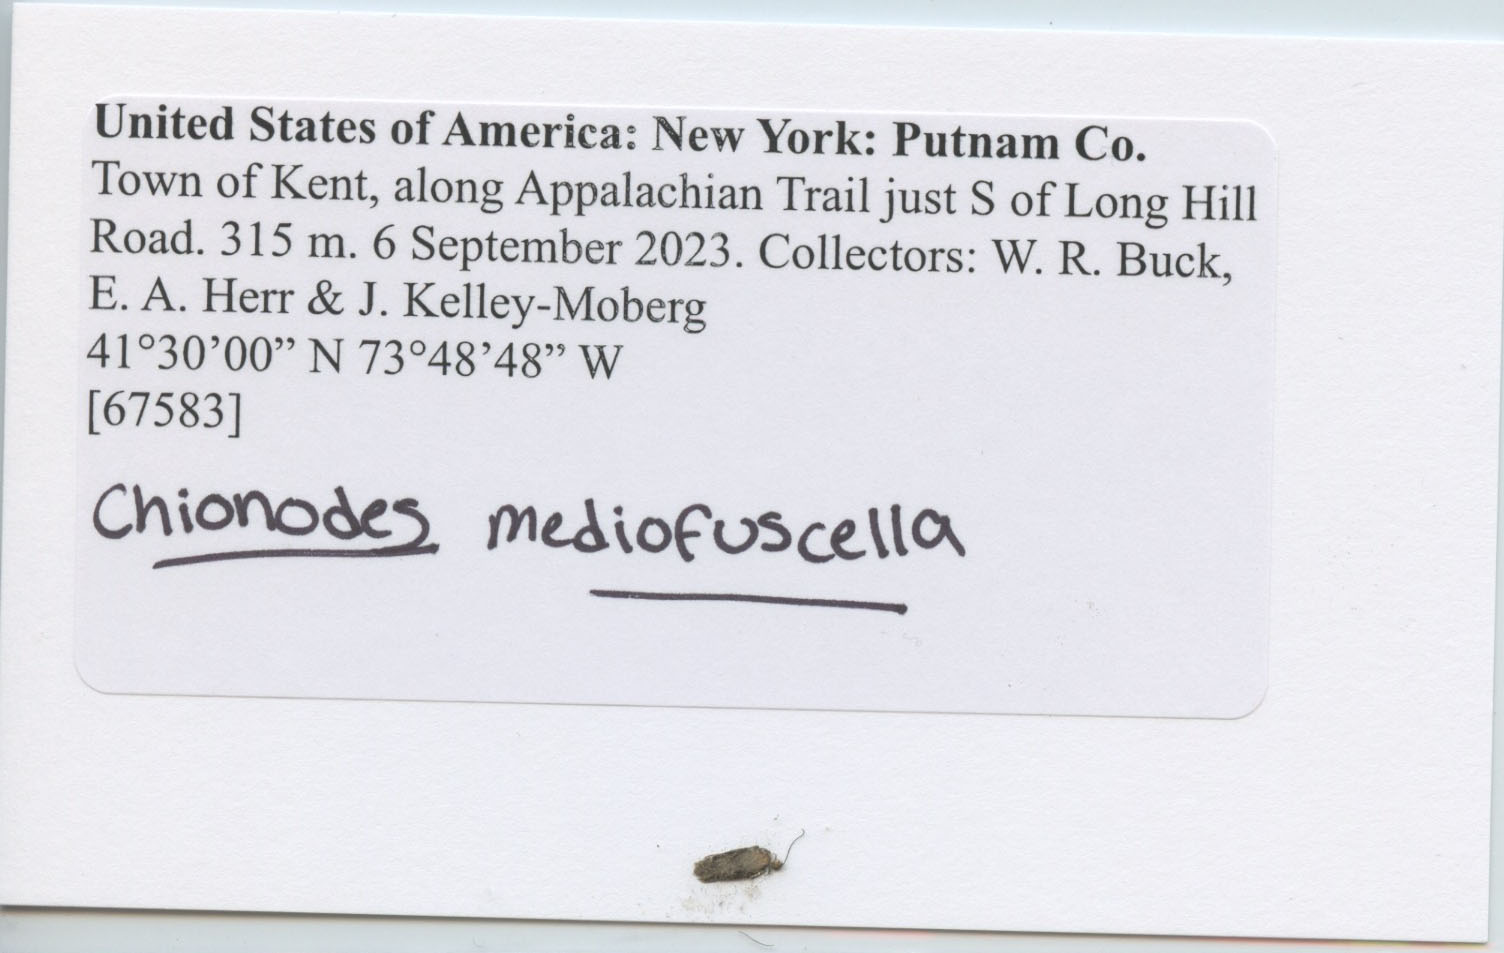 United States of America: New York: Putnam Co.
Town of Kent, along Appalachian Trail just S of Long Hill
Road. 315 m. 6 September 2023. Collectors: W. R. Buck,
E. A. Herr & J. Kelley-Moberg
41°30’00” N 73°48’48” W
[67583]
Chionodes mediofuscella